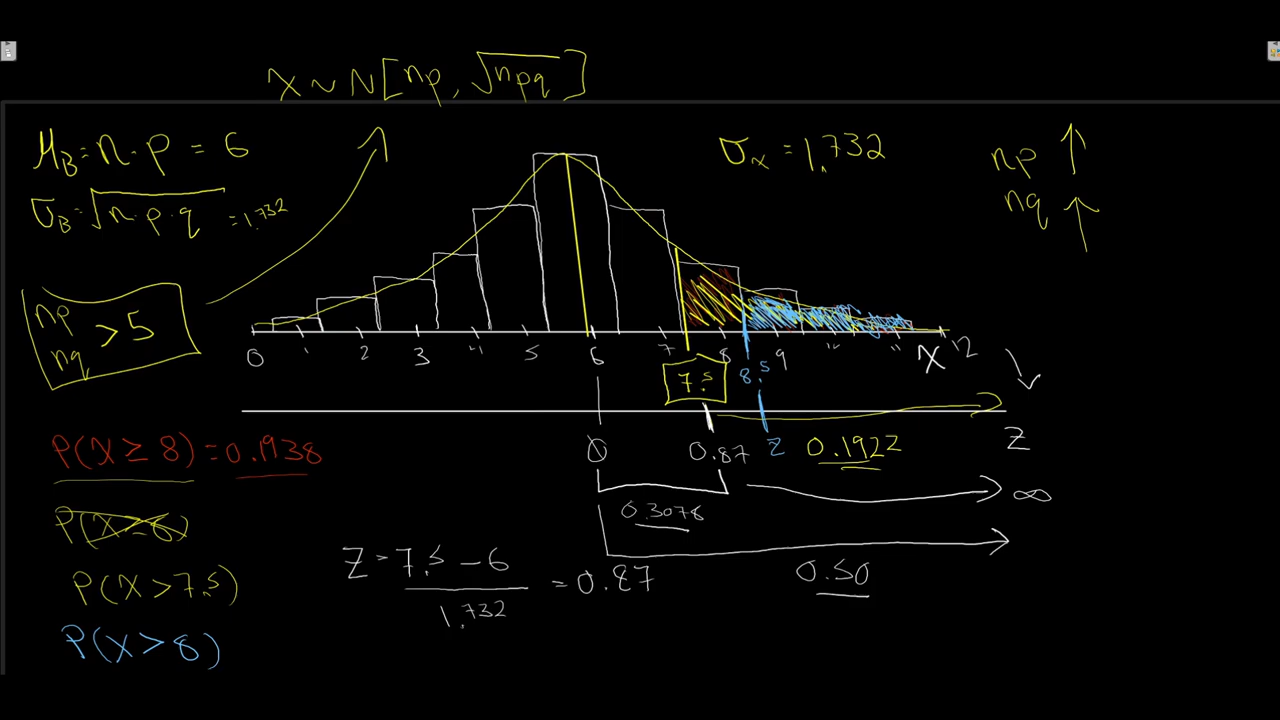 X ~ N[np, √npq]
μB = n·p = 6
σB = √n·p·q = 1.732
σx = 1.732
np ↑
nq ↑
np
nq > 5
0 1 2 3 4 5 6 7 8 9 10 11 X 12
7.5
8.5
0 0.87 Z 0.1922 Z
P(X ≥ 8) = 0.1938
∞
0.3078
P(X ≥ 8)
P(X > 7.5)
Z = 7.5 - 6
1.732
= 0.87
0.50
P(X > 8)